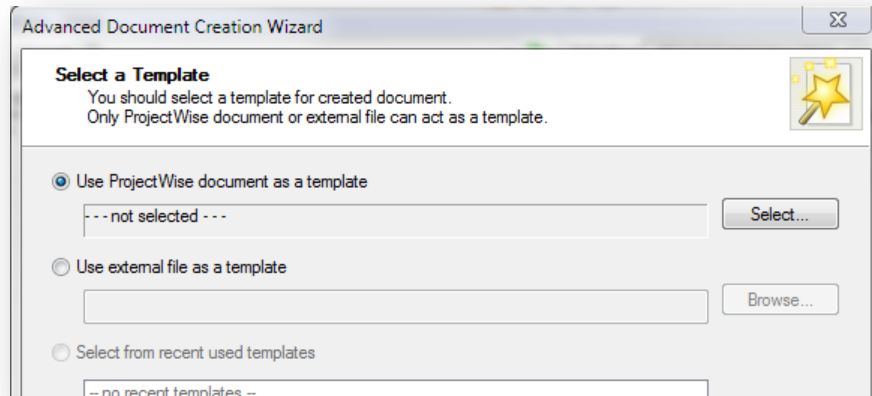 Advanced Document Creation Wizard
Select a Template
You should select a template for created document.
Only ProjectWise document or external file can act as a template.
Use ProjectWise document as a template
- - - not selected - - -
Select...
Use external file as a template
Browse...
Select from recent used templates
-- no recent templates --